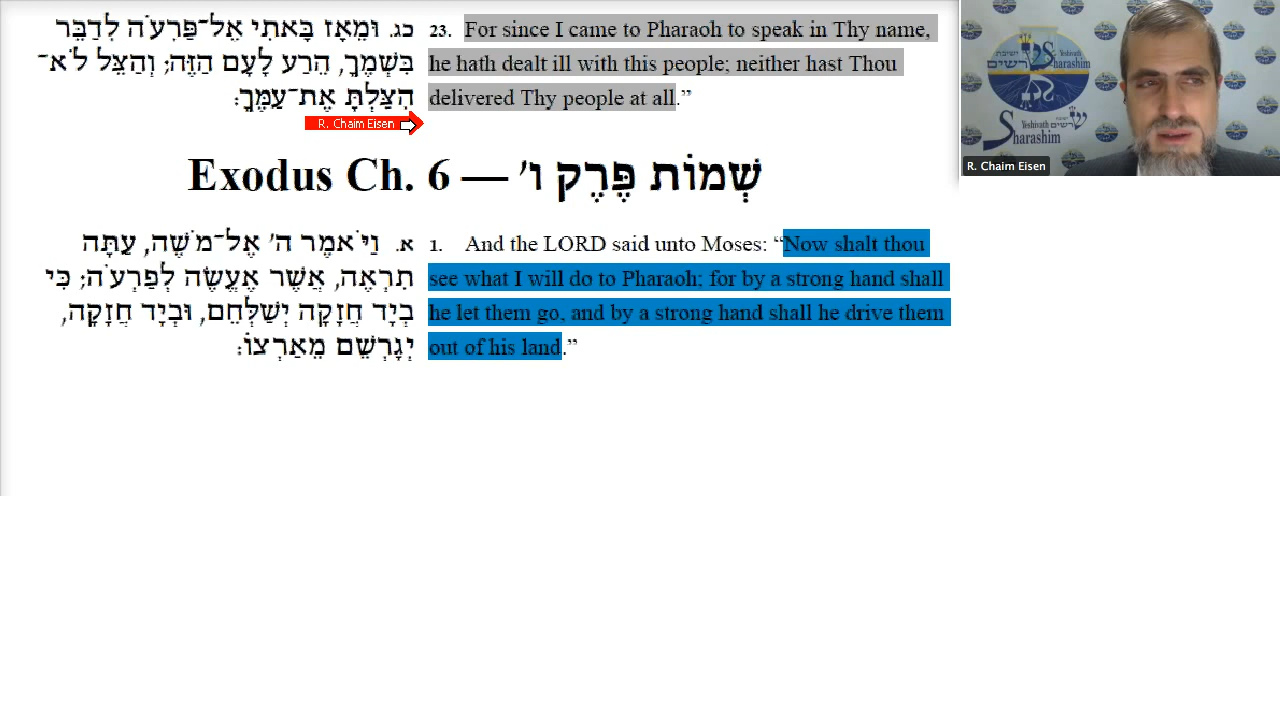 כג. וּמֵאָז בָּאתִי אֶל־פַּרְעֹה לְדַבֵּר
בִּשְׁמֶךָ, הֵרַע לָעָם הַזֶּה; וְהַצֵּל לֹא־
הִצַּלְתָּ אֶת־עַמֶּךָ:
23. For since I came to Pharaoh to speak in Thy name,
he hath dealt ill with this people; neither hast Thou
delivered Thy people at all.”
R. Chaim Eisen
Exodus Ch. 6 — שְׁמוֹת פֶּרֶק ו׳
א. וַיֹּאמֶר ה׳ אֶל־מֹשֶׁה, עַתָּה
תִרְאֶה, אֲשֶׁר אֶעֱשֶׂה לְפַרְעֹה; כִּי
בְיָד חֲזָקָה יְשַׁלְּחֵם, וּבְיָד חֲזָקָה,
יְגָרְשֵׁם מֵאַרְצוֹ:
1. And the LORD said unto Moses: “Now shalt thou
see what I will do to Pharaoh; for by a strong hand shall
he let them go, and by a strong hand shall he drive them
out of his land.”
ישיבת
שרשים
Sharashim
Yeshivath
Sharashim
R. Chaim Eisen